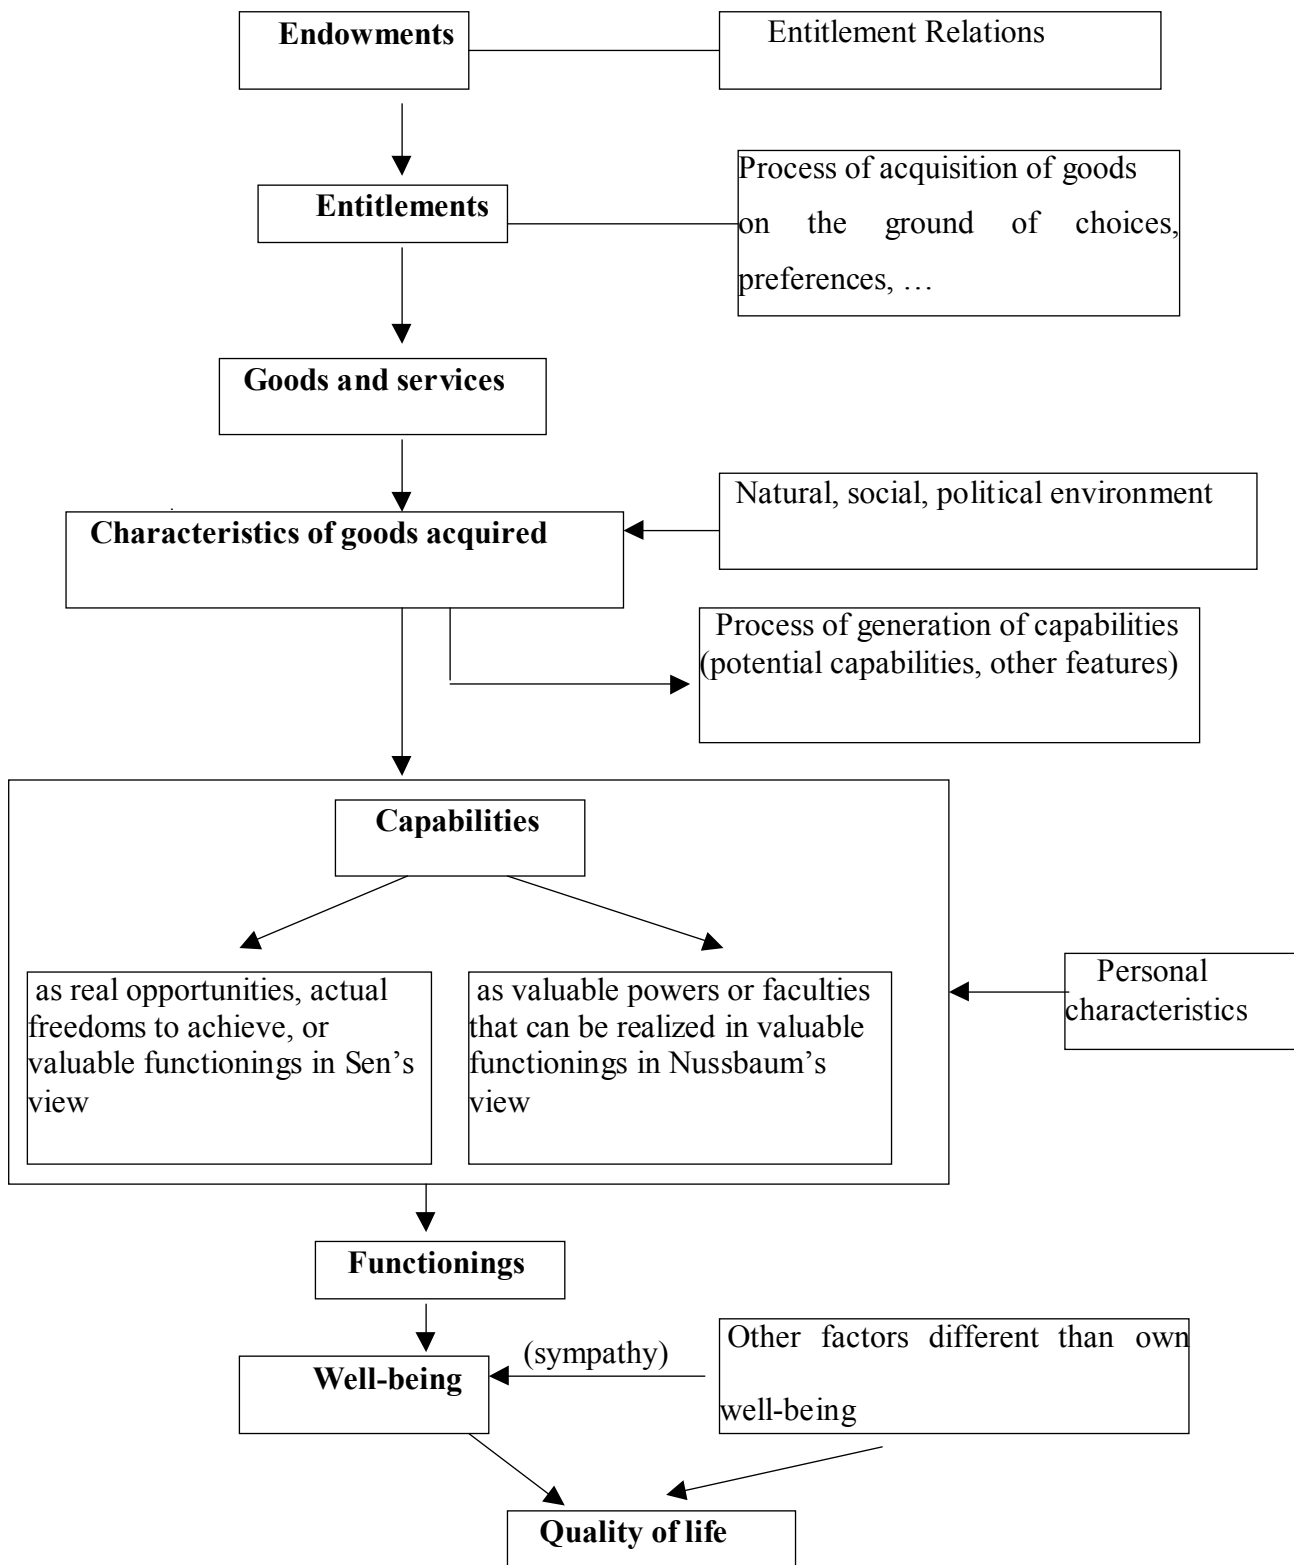 Endowments
Entitlement Relations
Process of acquisition of goods
on the ground of choices,
preferences, …
Entitlements
Goods and services
Natural, social, political environment
Characteristics of goods acquired
Process of generation of capabilities
(potential capabilities, other features)
Capabilities
as real opportunities, actual
freedoms to achieve, or
valuable functionings in Sen’s
view
as valuable powers or faculties
that can be realized in valuable
functionings in Nussbaum’s
view
Personal
characteristics
Functionings
Well-being
(sympathy)
Other factors different than own
well-being
Quality of life